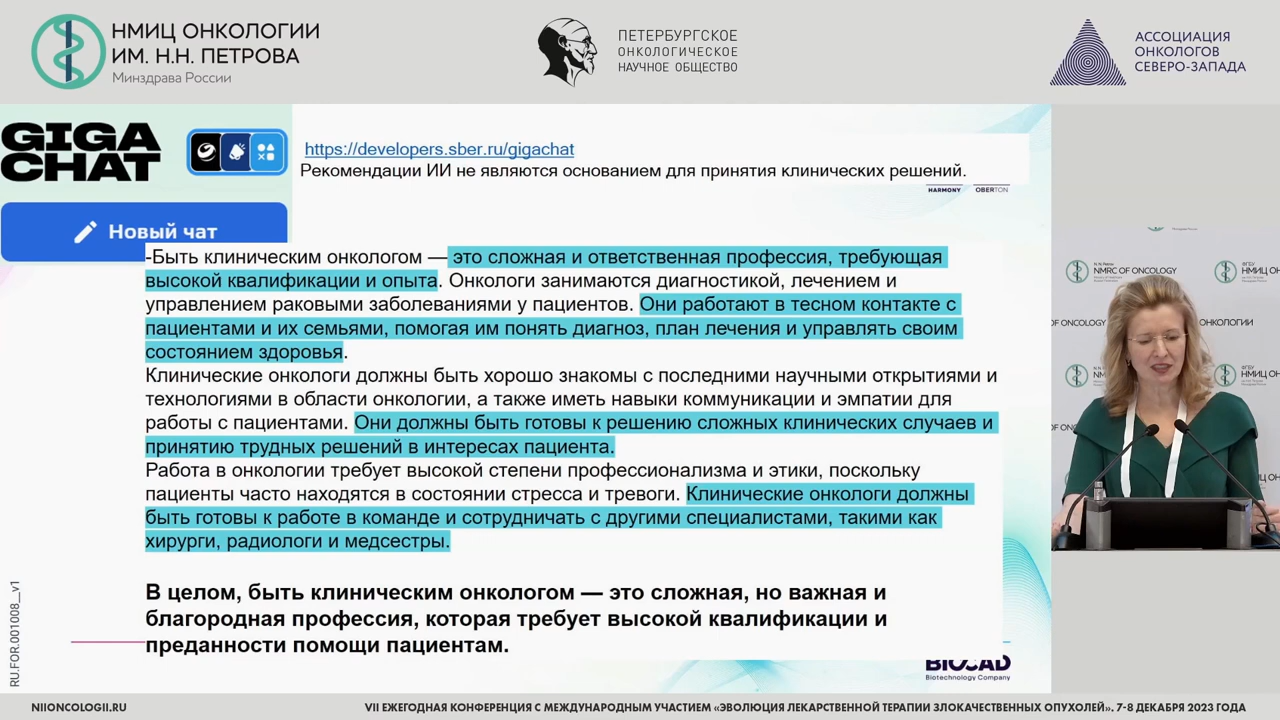 НМИЦ ОНКОЛОГИИ
ИМ. Н.Н. ПЕТРОВА
Минздрава России
ПЕТЕРБУРГСКОЕ
ОНКОЛОГИЧЕСКОЕ
НАУЧНОЕ ОБЩЕСТВО
АССОЦИАЦИЯ
ОНКОЛОГОВ
СЕВЕРО-ЗАПАДА
GIGA
CHAT
https://developers.sber.ru/gigachat
Рекомендации ИИ не являются основанием для принятия клинических решений.
HARMONY OBERTON
Новый чат
-Быть клиническим онкологом — это сложная и ответственная профессия, требующая
высокой квалификации и опыта. Онкологи занимаются диагностикой, лечением и
управлением раковыми заболеваниями у пациентов. Они работают в тесном контакте с
пациентами и их семьями, помогая им понять диагноз, план лечения и управлять своим
состоянием здоровья.
Клинические онкологи должны быть хорошо знакомы с последними научными открытиями и
технологиями в области онкологии, а также иметь навыки коммуникации и эмпатии для
работы с пациентами. Они должны быть готовы к решению сложных клинических случаев и
принятию трудных решений в интересах пациента.
Работа в онкологии требует высокой степени профессионализма и этики, поскольку
пациенты часто находятся в состоянии стресса и тревоги. Клинические онкологи должны
быть готовы к работе в команде и сотрудничать с другими специалистами, такими как
хирурги, радиологи и медсестры.
В целом, быть клиническим онкологом — это сложная, но важная и
благородная профессия, которая требует высокой квалификации и
преданности помощи пациентам.
BIOCAD
Biotechnology Company
RU.FOR.001008_v1
N.N. Petrov
NMRC OF ONCOLOGY
ФГБУ
НМИЦ
OF ONCOLOGY
ОНКОЛОГИИ
ФГБУ
НМИЦ
NIIONCOLOGII.RU
VII ЕЖЕГОДНАЯ КОНФЕРЕНЦИЯ С МЕЖДУНАРОДНЫМ УЧАСТИЕМ «ЭВОЛЮЦИЯ ЛЕКАРСТВЕННОЙ ТЕРАПИИ ЗЛОКАЧЕСТВЕННЫХ ОПУХОЛЕЙ». 7-8 ДЕКАБРЯ 2023 ГОДА